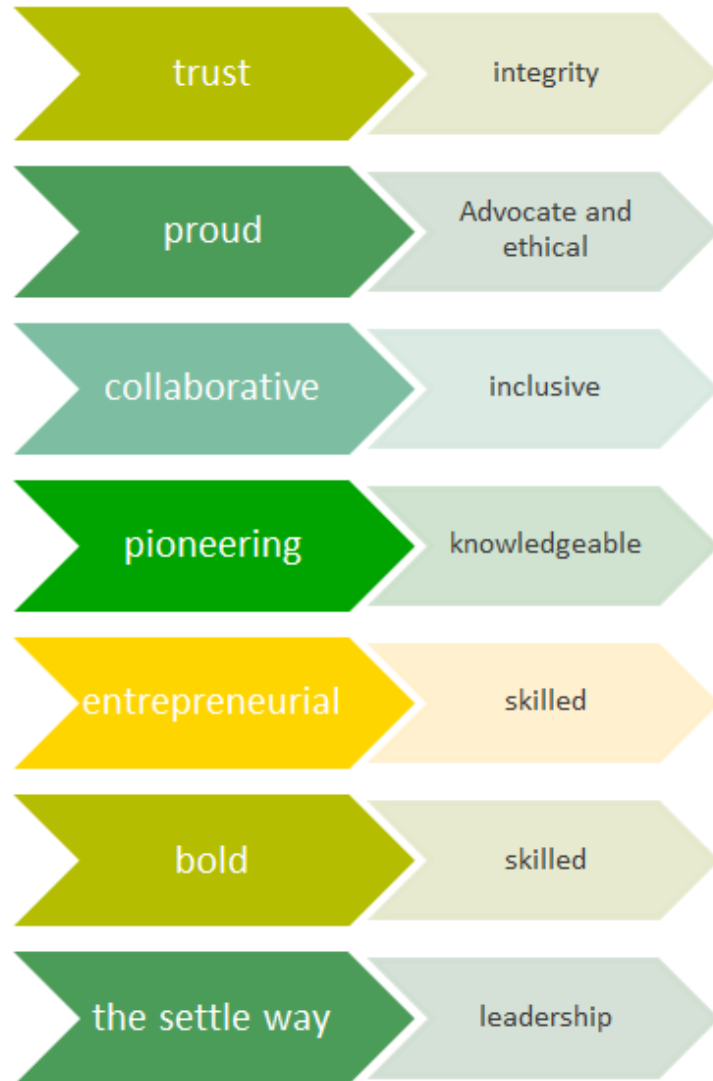 trust
integrity
proud
Advocate and
ethical
collaborative
inclusive
pioneering
knowledgeable
entrepreneurial
skilled
bold
skilled
the settle way
leadership